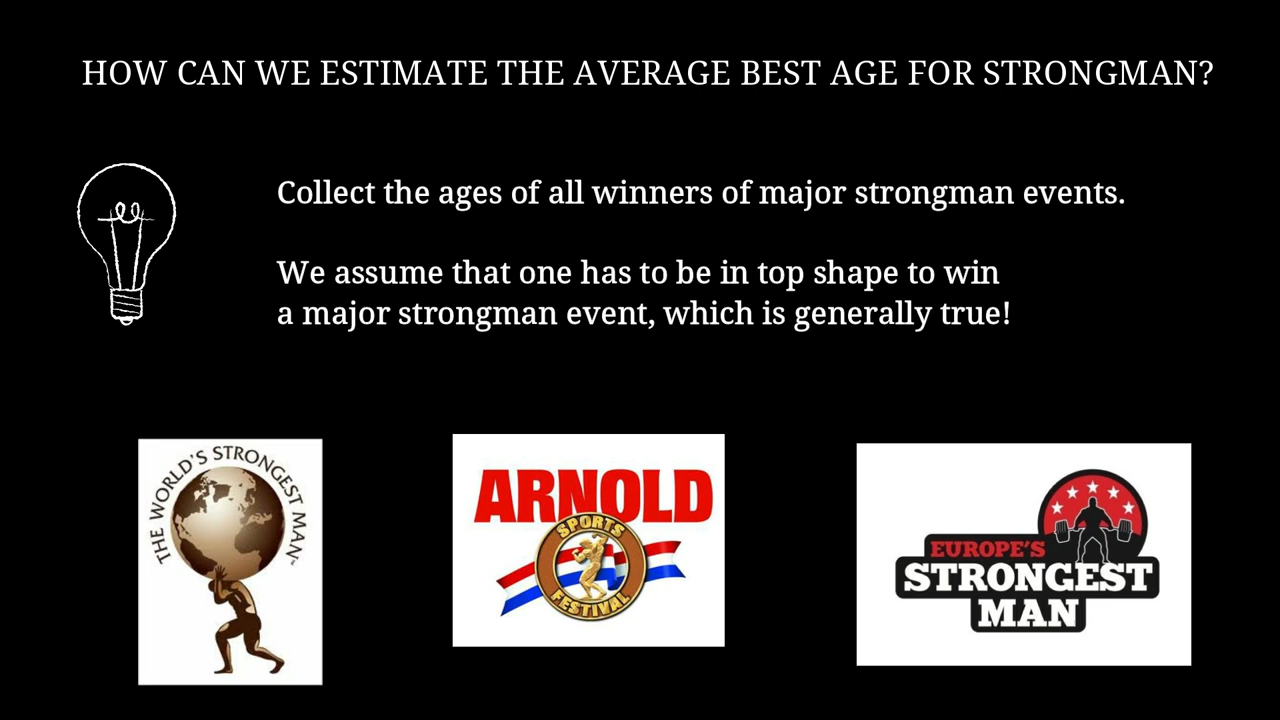 HOW CAN WE ESTIMATE THE AVERAGE BEST AGE FOR STRONGMAN?
Collect the ages of all winners of major strongman events.
We assume that one has to be in top shape to win
a major strongman event, which is generally true!
THE WORLD'S STRONGEST MAN™
ARNOLD
SPORTS
FESTIVAL
EUROPE'S
STRONGEST
MAN